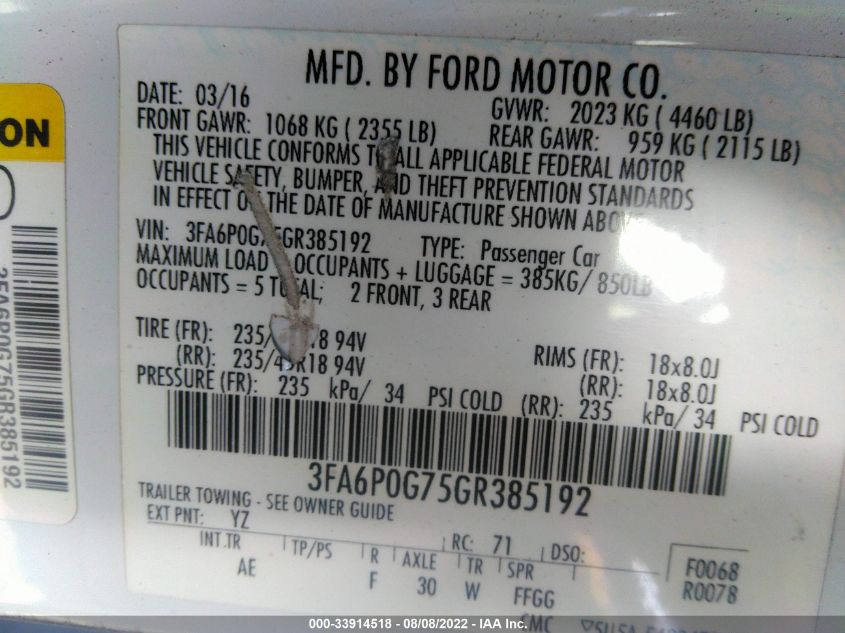 MFD. BY FORD MOTOR CO.
DATE: 03/16 GVWR: 2023 KG ( 4460 LB)
FRONT GAWR: 1068 KG ( 2355 LB) REAR GAWR: 959 KG ( 2115 LB)
THIS VEHICLE CONFORMS TO ALL APPLICABLE FEDERAL MOTOR
VEHICLE SAFETY, BUMPER, AND THEFT PREVENTION STANDARDS
IN EFFECT ON THE DATE OF MANUFACTURE SHOWN ABOVE
VIN: 3FA6P0G75GR385192 TYPE: Passenger Car
MAXIMUM LOAD = OCCUPANTS + LUGGAGE = 385KG/ 850LB
OCCUPANTS = 5 TOTAL; 2 FRONT, 3 REAR
TIRE (FR): 235/ 18 94V RIMS (FR): 18x8.0J
(RR): 235/45R18 94V (RR): 18x8.0J
PRESSURE (FR): 235 kPa/ 34 PSI COLD (RR): 235 kPa/ 34 PSI COLD
3FA6P0G75GR385192
TRAILER TOWING - SEE OWNER GUIDE
EXT PNT: YZ RC: 71 DSO:
INT TR TP/PS R AXLE TR SPR F0068
AE F 30 W FFGG R0078
ION
3FA6P0G75GR385192
000-33914518 - 08/08/2022 - IAA Inc.